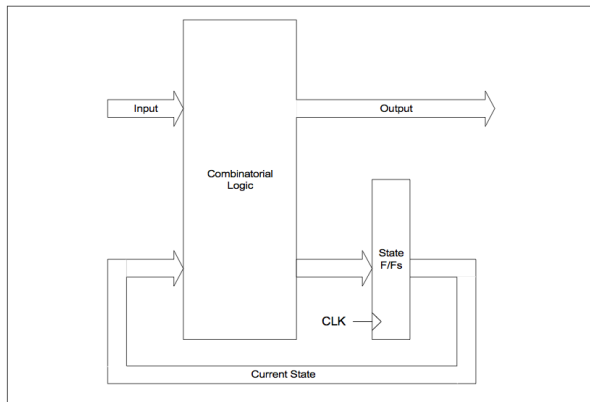 Input
Output
Combinatorial
Logic
State
F/Fs
CLK
Current State